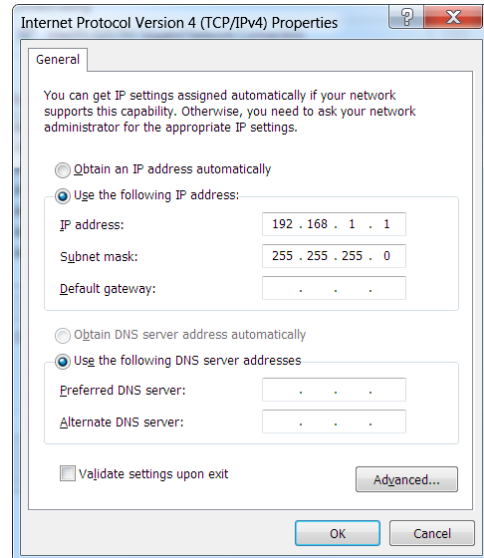 Internet Protocol Version 4 (TCP/IPv4) Properties
General
You can get IP settings assigned automatically if your network
supports this capability. Otherwise, you need to ask your network
administrator for the appropriate IP settings.
Obtain an IP address automatically
Use the following IP address:
IP address: 192 . 168 . 1 . 1
Subnet mask: 255 . 255 . 255 . 0
Default gateway: . . .
Obtain DNS server address automatically
Use the following DNS server addresses
Preferred DNS server: . . .
Alternate DNS server: . . .
Validate settings upon exit
Advanced...
OK Cancel